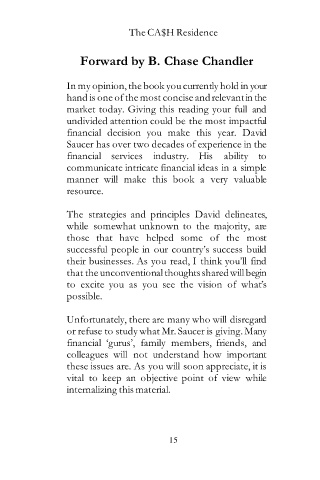 The CA$H Residence
Forward by B. Chase Chandler
In my opinion, the book you currently hold in your
hand is one of the most concise and relevant in the
market today. Giving this reading your full and
undivided attention could be the most impactful
financial decision you make this year. David
Saucer has over two decades of experience in the
financial services industry. His ability to
communicate intricate financial ideas in a simple
manner will make this book a very valuable
resource.
The strategies and principles David delineates,
while somewhat unknown to the majority, are
those that have helped some of the most
successful people in our country's success build
their businesses. As you read, I think you'll find
that the unconventional thoughts shared will begin
to excite you as you see the vision of what's
possible.
Unfortunately, there are many who will disregard
or refuse to study what Mr. Saucer is giving. Many
financial 'gurus', family members, friends, and
colleagues will not understand how important
these issues are. As you will soon appreciate, it is
vital to keep an objective point of view while
internalizing this material.
15